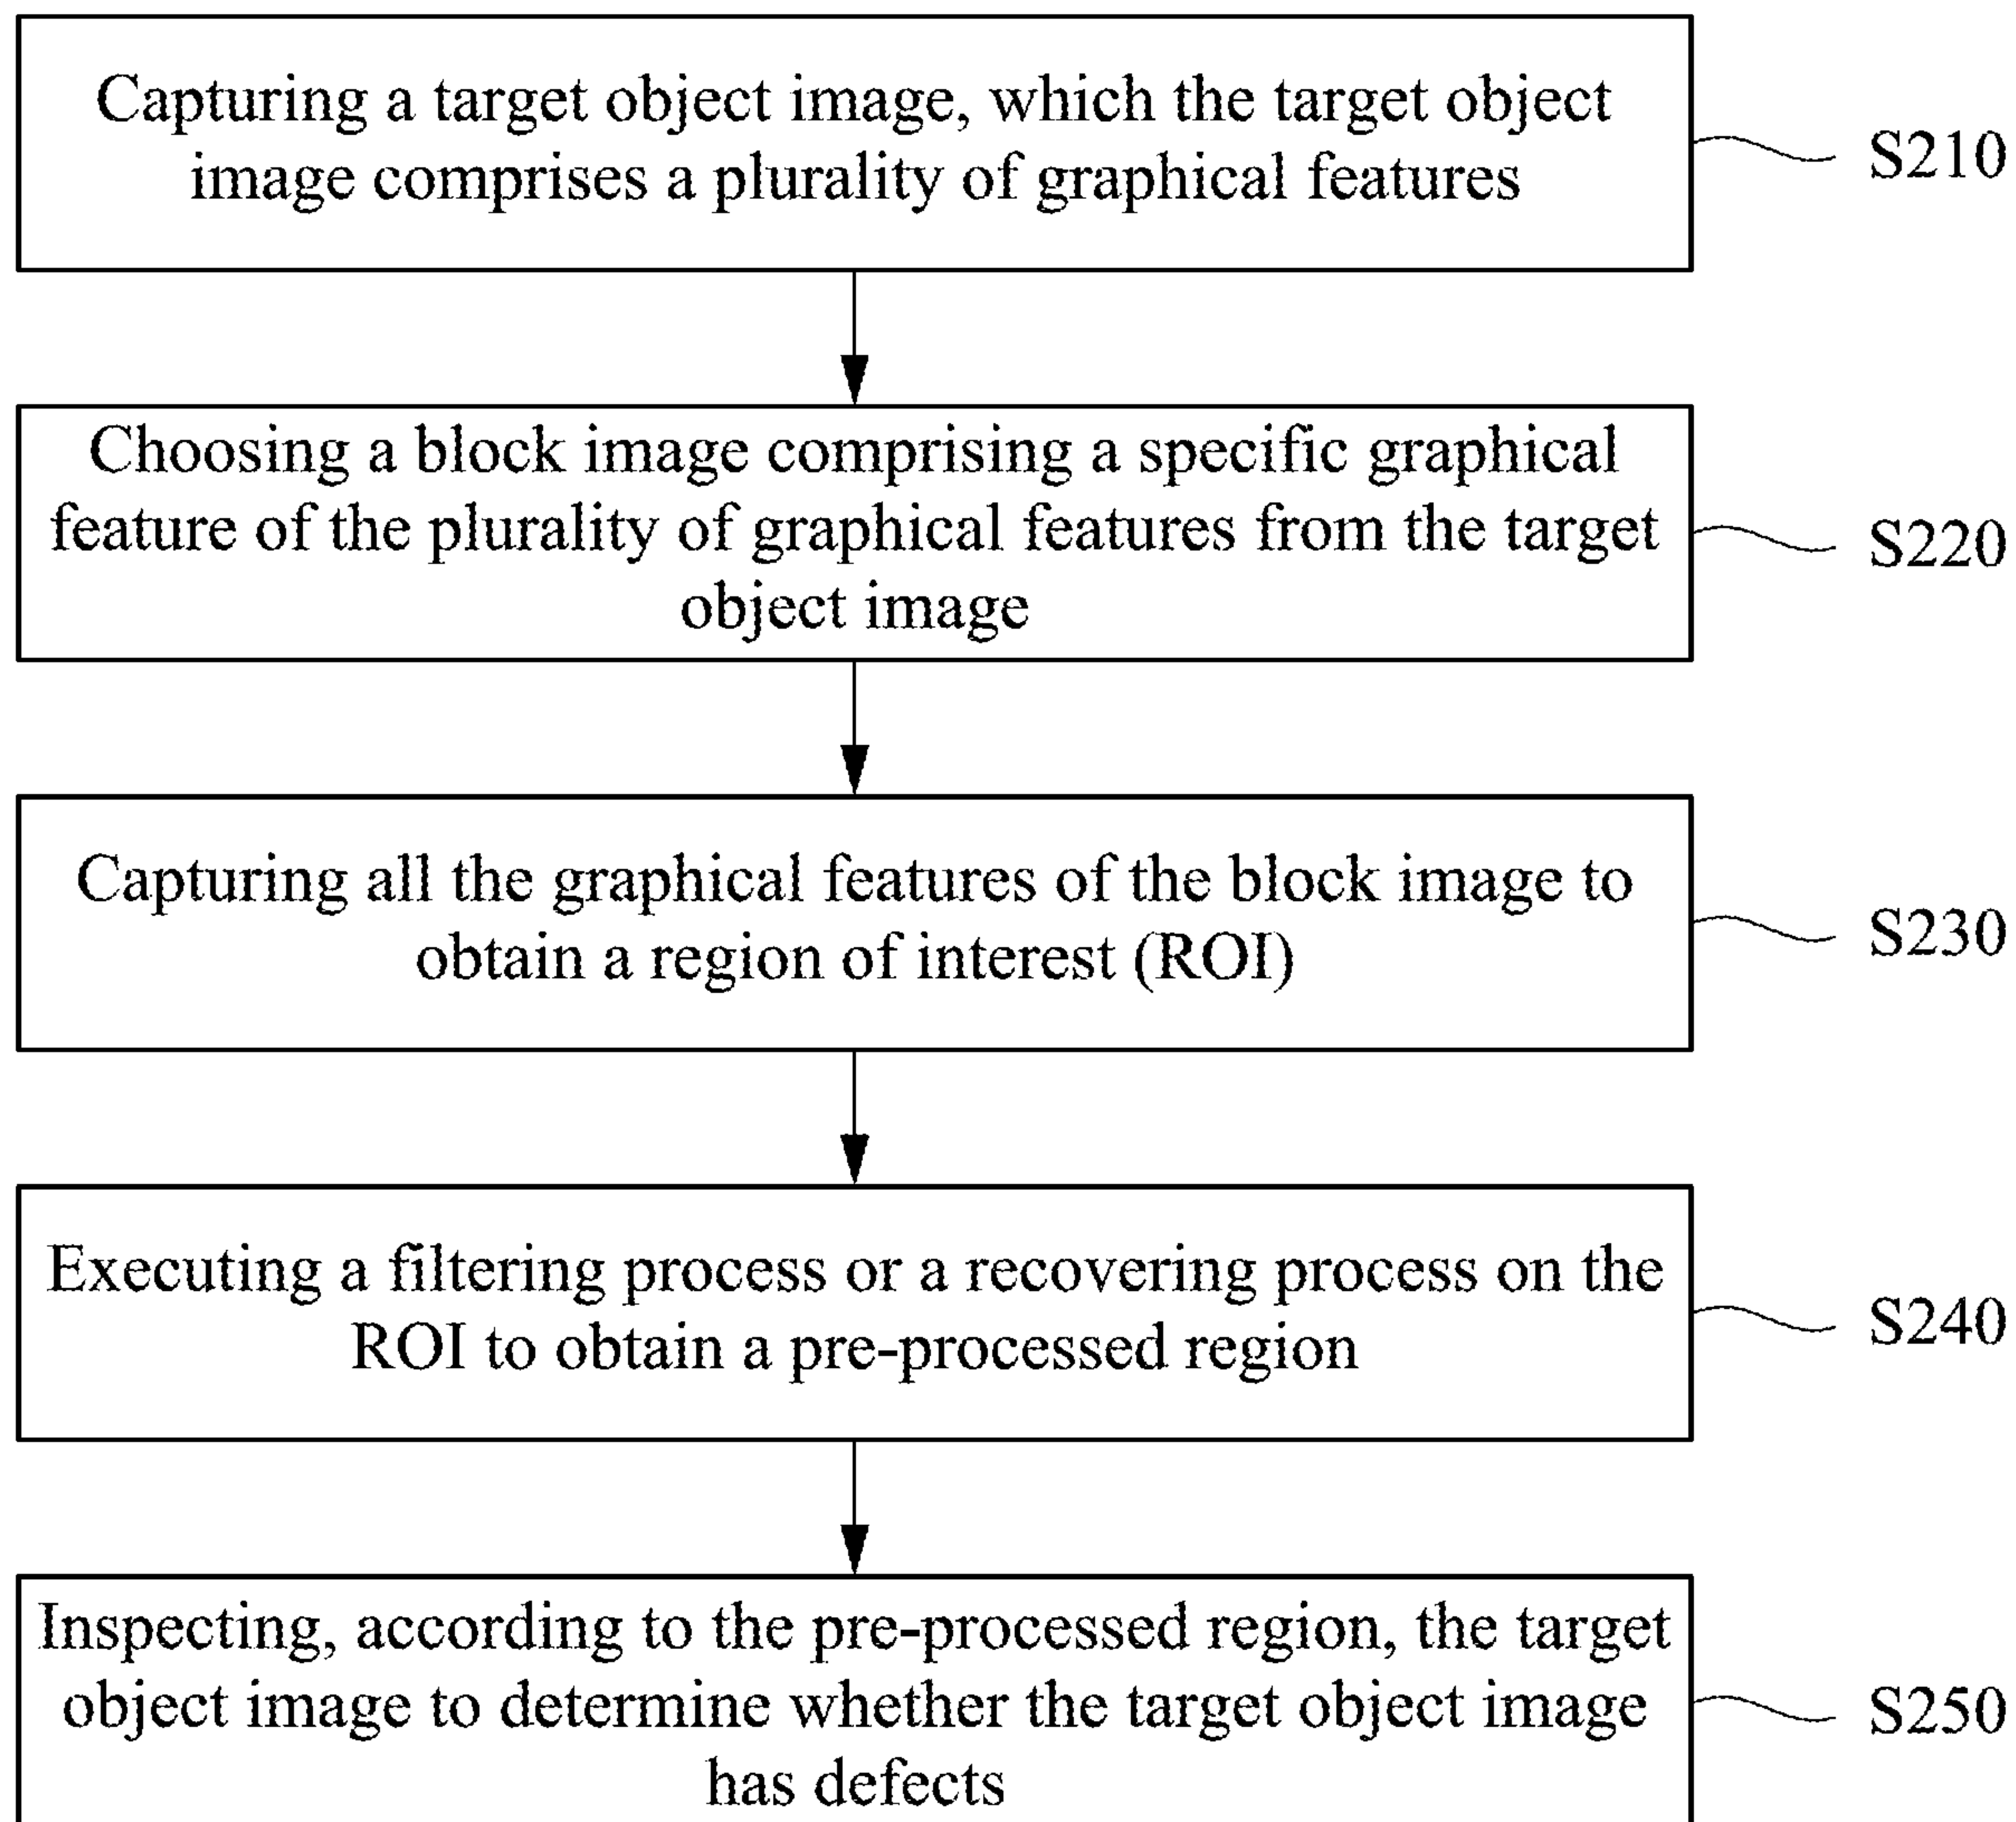 Capturing a target object image, which the target object
image comprises a plurality of graphical features
S210
Choosing a block image comprising a specific graphical
feature of the plurality of graphical features from the target
object image
S220
Capturing all the graphical features of the block image to
obtain a region of interest (ROI)
S230
Executing a filtering process or a recovering process on the
ROI to obtain a pre-processed region
S240
Inspecting, according to the pre-processed region, the target
object image to determine whether the target object image
has defects
S250